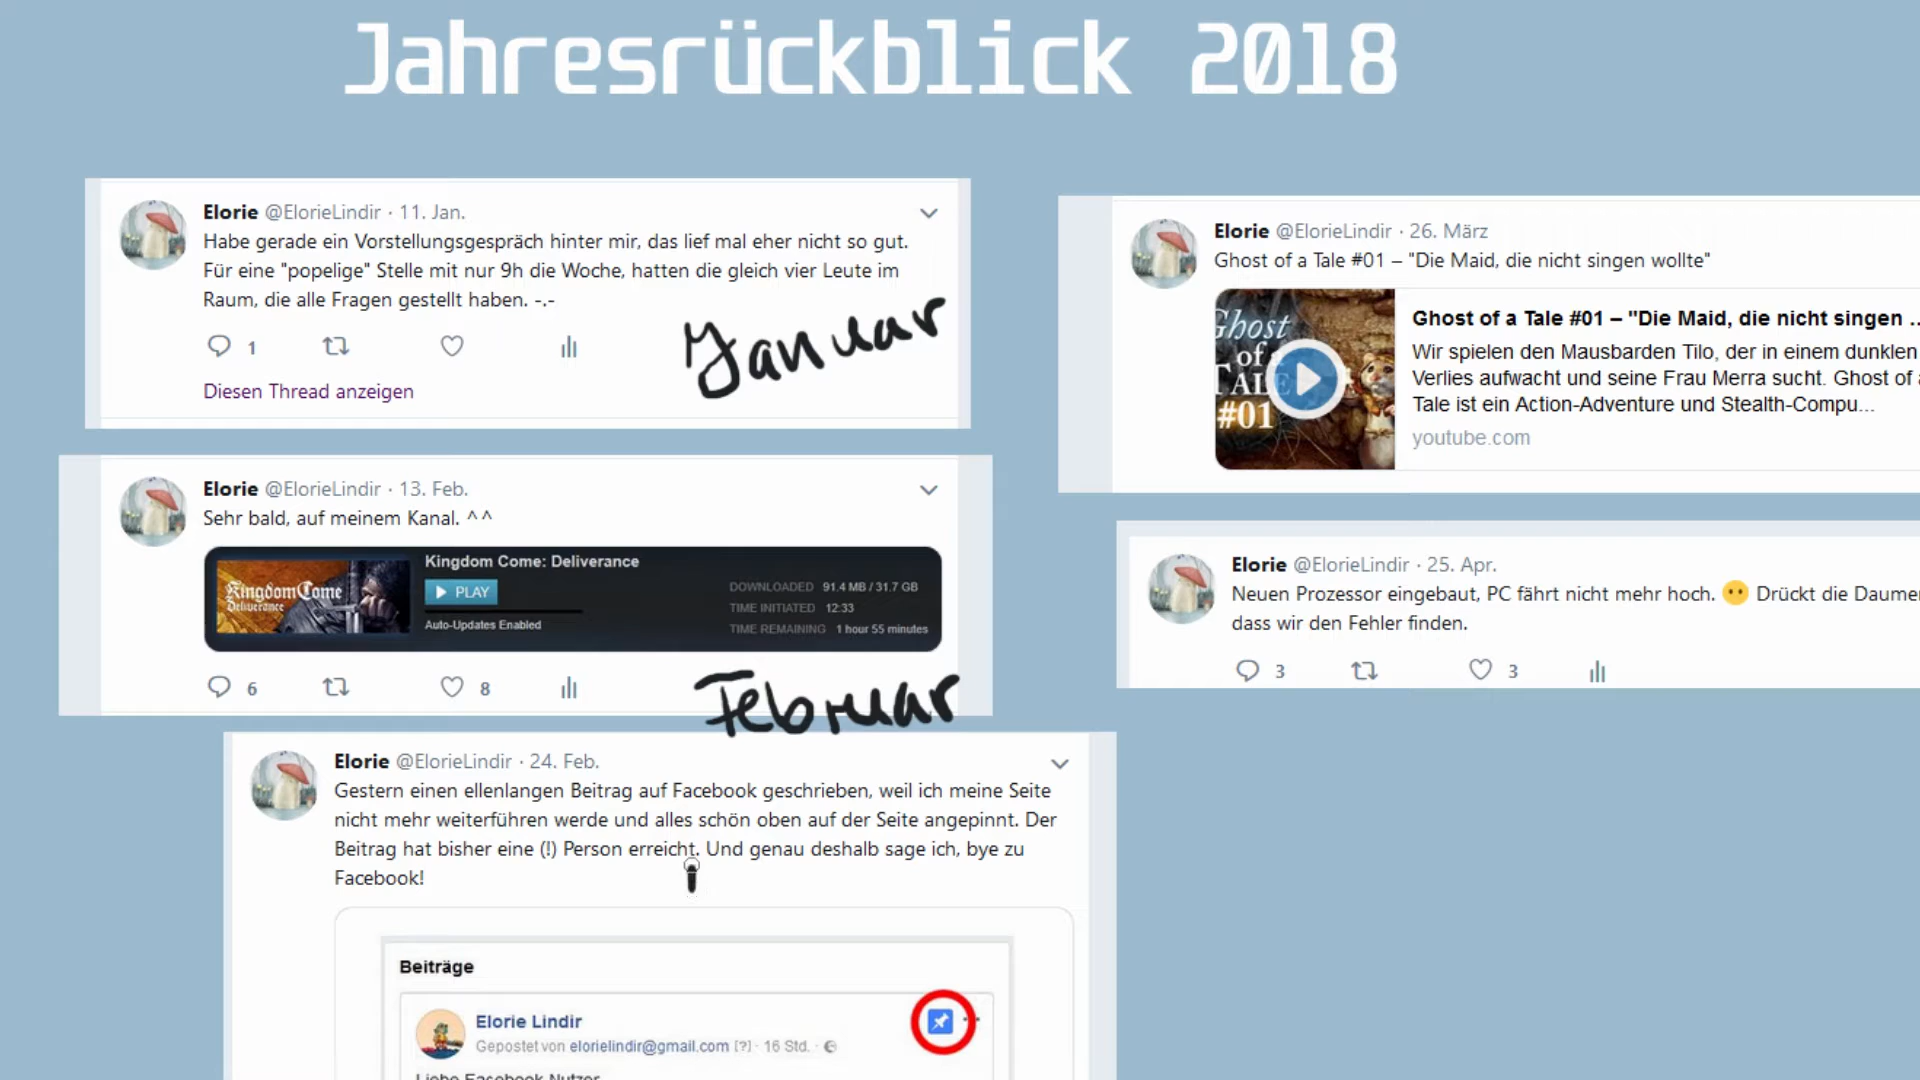 Jahresrückblick 2018
Elorie @ElorieLindir · 11. Jan.
Habe gerade ein Vorstellungsgespräch hinter mir, das lief mal eher nicht so gut.
Für eine "popelige" Stelle mit nur 9h die Woche, hatten die gleich vier Leute im
Raum, die alle Fragen gestellt haben. -.-
1
Diesen Thread anzeigen
Januar
Elorie @ElorieLindir · 13. Feb.
Sehr bald, auf meinem Kanal. ^^
KingdomCome
Deliverance
Kingdom Come: Deliverance
PLAY
Auto-Updates Enabled
DOWNLOADED 91.4 MB / 31.7 GB
TIME INITIATED 12:33
TIME REMAINING 1 hour 55 minutes
6 8
Februar
Elorie @ElorieLindir · 24. Feb.
Gestern einen ellenlangen Beitrag auf Facebook geschrieben, weil ich meine Seite
nicht mehr weiterführen werde und alles schön oben auf der Seite angepinnt. Der
Beitrag hat bisher eine (!) Person erreicht. Und genau deshalb sage ich, bye zu
Facebook!
Beiträge
Elorie Lindir
Gepostet von elorielindir@gmail.com [?] · 16 Std. ·
Liebe Facebook-Nutzer
Elorie @ElorieLindir · 26. März
Ghost of a Tale #01 – "Die Maid, die nicht singen wollte"
Ghost
of a
TALE
#01
Ghost of a Tale #01 – "Die Maid, die nicht singen ...
Wir spielen den Mausbarden Tilo, der in einem dunklen
Verlies aufwacht und seine Frau Merra sucht. Ghost of a
Tale ist ein Action-Adventure und Stealth-Compu...
youtube.com
Elorie @ElorieLindir · 25. Apr.
Neuen Prozessor eingebaut, PC fährt nicht mehr hoch. 😶 Drückt die Daumen
dass wir den Fehler finden.
3 3